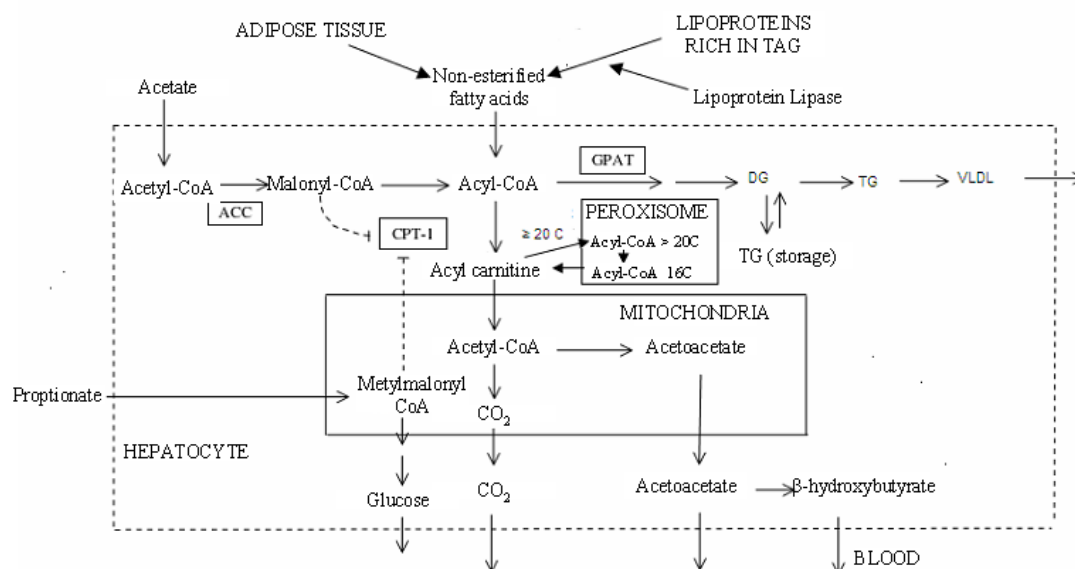 ADIPOSE TISSUE
LIPOPROTEINS
RICH IN TAG
Non-esterified
fatty acids
Acetate
Lipoprotein Lipase
GPAT
Acetyl-CoA
Malonyl-CoA
Acyl-CoA
DG
TG
VLDL
ACC
CPT-1
≥ 20 C
PEROXISOME
Acyl-CoA > 20C
Acyl-CoA 16C
TG (storage)
Acyl carnitine
MITOCHONDRIA
Acetyl-CoA
Acetoacetate
Proptionate
Metylmalonyl
CoA
CO₂
HEPATOCYTE
Glucose
CO₂
Acetoacetate
β-hydroxybutyrate
BLOOD